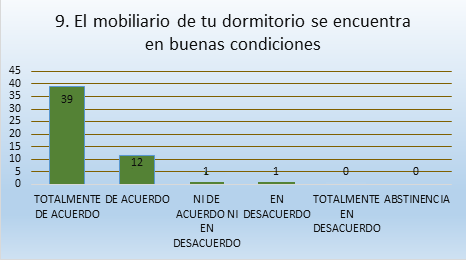 9. El mobiliario de tu dormitorio se encuentra
en buenas condiciones
45
40
35
30
25
20
15
10
5
0
39
12
1
1
0
0
TOTALMENTE
DE ACUERDO
DE ACUERDO
NI DE
ACUERDO NI
EN
DESACUERDO
EN
DESACUERDO
TOTALMENTE
EN
DESACUERDO
ABSTINENCIA